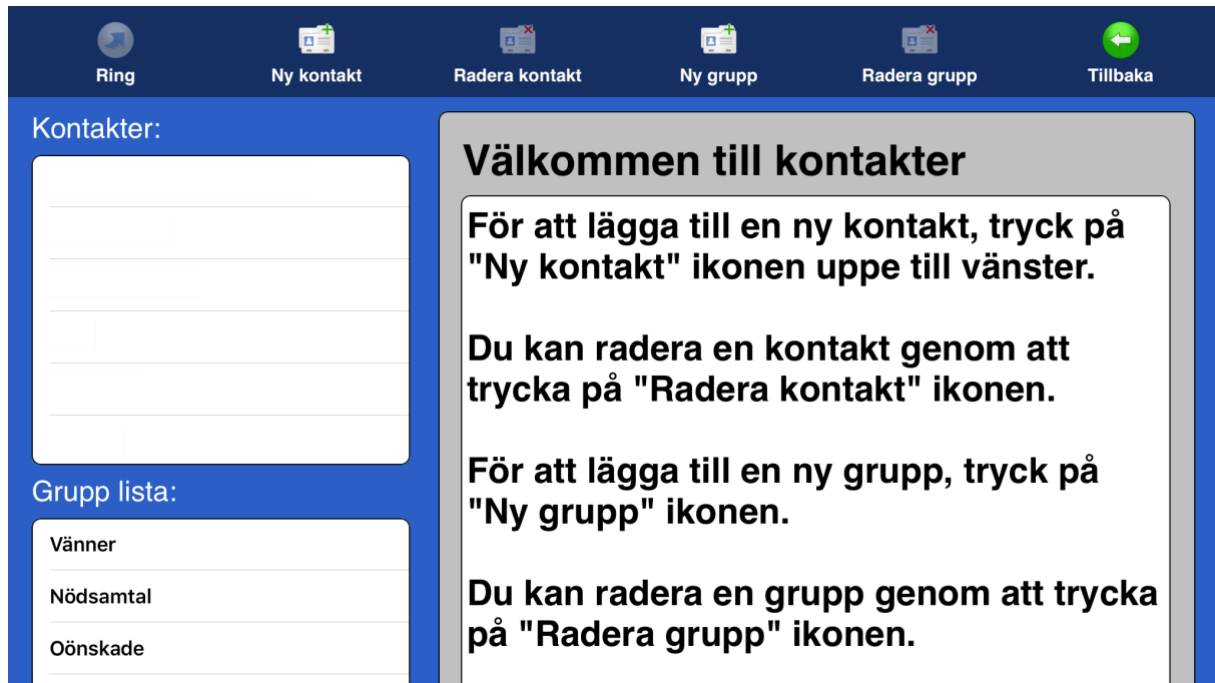 Ring
Ny kontakt
Radera kontakt
Ny grupp
Radera grupp
Tillbaka
Kontakter:
Grupp lista:
Vänner
Nödsamtal
Oönskade
Välkommen till kontakter
För att lägga till en ny kontakt, tryck på
"Ny kontakt" ikonen uppe till vänster.
Du kan radera en kontakt genom att
trycka på "Radera kontakt" ikonen.
För att lägga till en ny grupp, tryck på
"Ny grupp" ikonen.
Du kan radera en grupp genom att trycka
på "Radera grupp" ikonen.